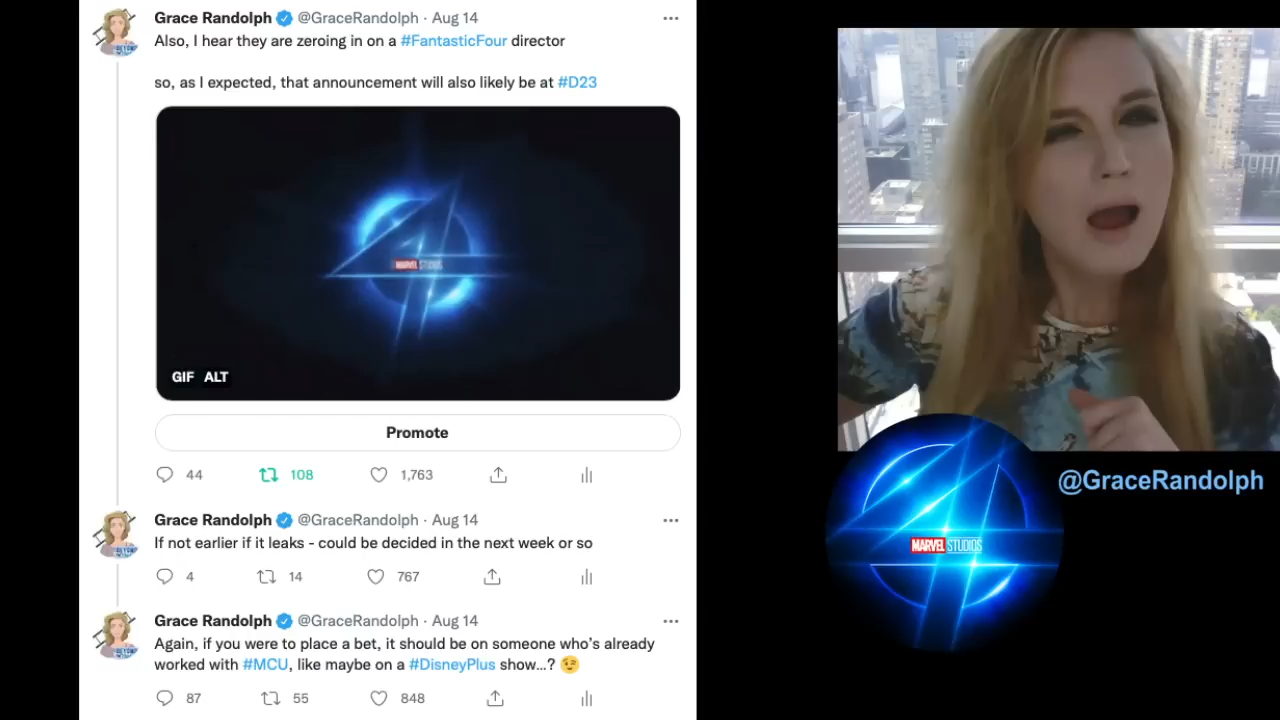 Grace Randolph @GraceRandolph · Aug 14
Also, I hear they are zeroing in on a #FantasticFour director
so, as I expected, that announcement will also likely be at #D23
MARVEL STUDIOS
GIF ALT
Promote
44 108 1,763
Grace Randolph @GraceRandolph · Aug 14
If not earlier if it leaks - could be decided in the next week or so
4 14 767
Grace Randolph @GraceRandolph · Aug 14
Again, if you were to place a bet, it should be on someone who's already
worked with #MCU, like maybe on a #DisneyPlus show...? 😉
87 55 848
@GraceRandolph
MARVEL STUDIOS